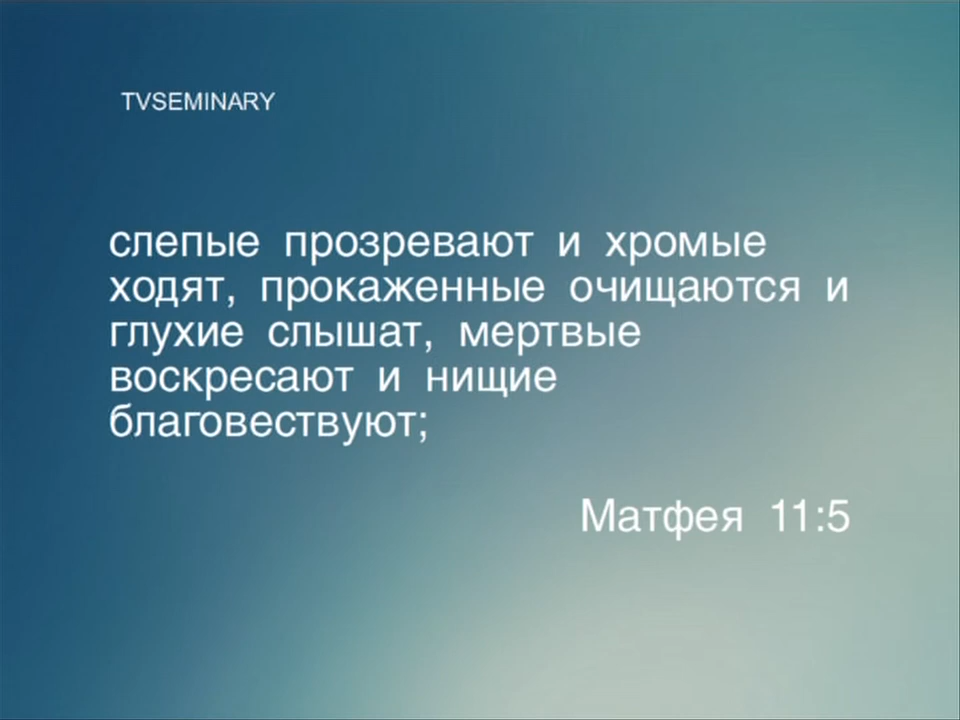 TVSEMINARY
слепые прозревают и хромые
ходят, прокаженные очищаются и
глухие слышат, мертвые
воскресают и нищие
благовествуют;
Матфея 11:5